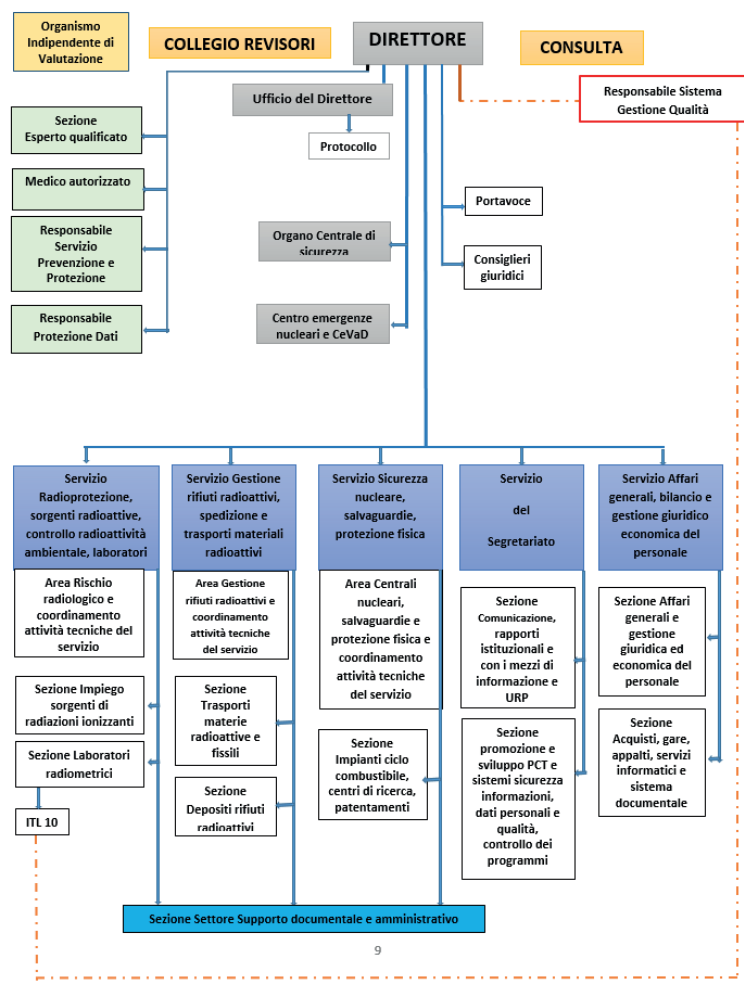 Organismo
Indipendente di
Valutazione
COLLEGIO REVISORI
DIRETTORE
CONSULTA
Responsabile Sistema
Gestione Qualità
Ufficio del Direttore
Protocollo
Sezione
Esperto qualificato
Medico autorizzato
Responsabile
Servizio
Prevenzione e
Protezione
Responsabile
Protezione Dati
Organo Centrale di
sicurezza
Centro emergenze
nucleari e CeVaD
Portavoce
Consiglieri
giuridici
Servizio
Radioprotezione,
sorgenti radioattive,
controllo radioattività
ambientale, laboratori
Servizio Gestione
rifiuti radioattivi,
spedizione e
trasporti materiali
radioattivi
Servizio Sicurezza
nucleare,
salvaguardie,
protezione fisica
Servizio
del
Segretariato
Servizio Affari
generali, bilancio e
gestione giuridico
economica del
personale
Area Rischio
radiologico e
coordinamento
attività tecniche del
servizio
Area Gestione
rifiuti radioattivi e
coordinamento
attività tecniche
del servizio
Area Centrali
nucleari,
salvaguardie e
protezione fisica e
coordinamento
attività tecniche
del servizio
Sezione
Comunicazione,
rapporti
istituzionali e
con i mezzi di
informazione e
URP
Sezione Affari
generali e
gestione
giuridica ed
economica del
personale
Sezione Impiego
sorgenti di
radiazioni ionizzanti
Sezione
Trasporti
materie
radioattive e
fissili
Sezione
Impianti ciclo
combustibile,
centri di ricerca,
patentamenti
Sezione
promozione e
sviluppo PCT e
sistemi sicurezza
informazioni,
dati personali e
qualità,
controllo dei
programmi
Sezione
Acquisti, gare,
appalti, servizi
informatici e
sistema
documentale
Sezione Laboratori
radiometrici
Sezione
Depositi rifiuti
radioattivi
ITL 10
Sezione Settore Supporto documentale e amministrativo
9